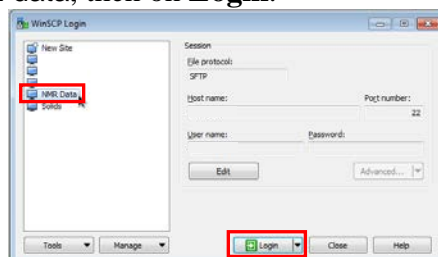 data, then on Login.
WinSCP Login
New Site
NMR Data
Solids
Session
File protocol:
SFTP
Host name:
Port number:
22
User name:
Password:
Edit
Advanced...
Tools
Manage
Login
Close
Help